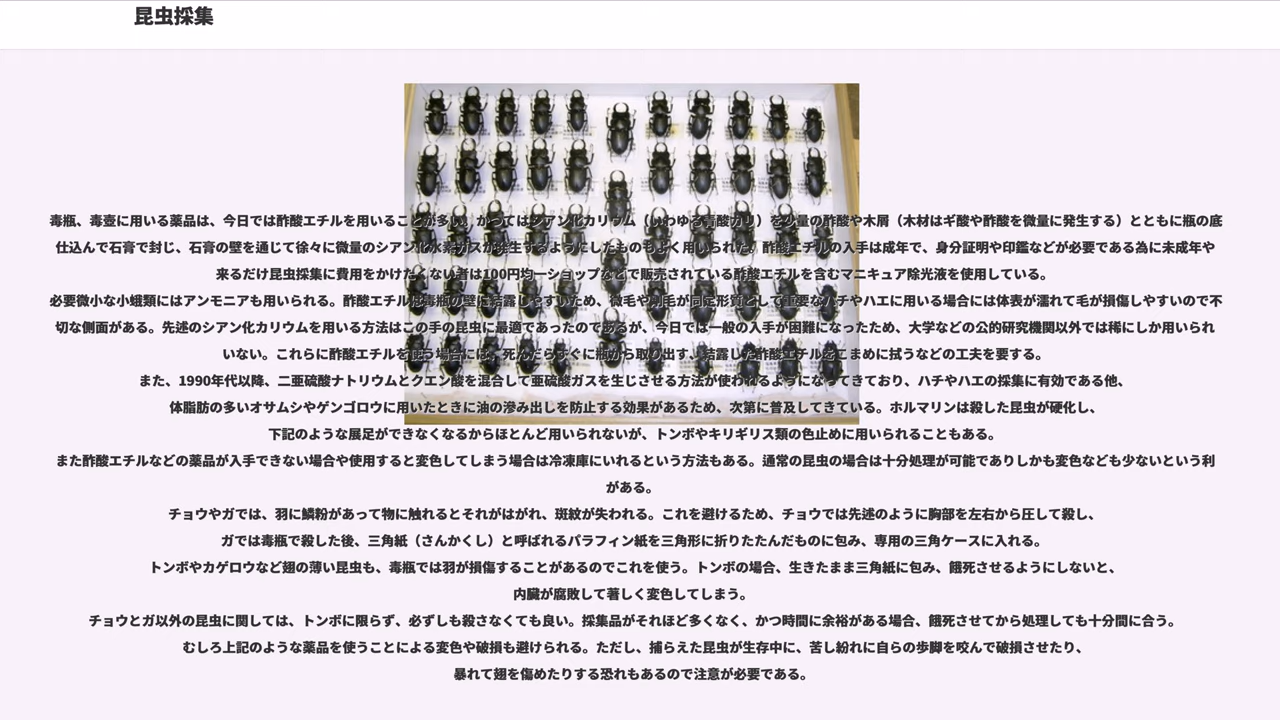 昆虫採集
毒瓶、毒壺に用いる薬品は、今日では酢酸エチルを用いることが多い。かつてはシアン化カリウム（いわゆる青酸カリ）を少量の酢酸や木屑（木材はギ酸や酢酸を微量に発生する）とともに瓶の底
仕込んで石膏で封じ、石膏の壁を通じて徐々に微量のシアン化水素ガスが発生するようにしたものもよく用いられた。酢酸エチルの入手は成年で、身分証明や印鑑などが必要である為に未成年や
来るだけ昆虫採集に費用をかけたくない者は100円均一ショップなどで販売されている酢酸エチルを含むマニキュア除光液を使用している。
必要微小な小蛾類にはアンモニアも用いられる。酢酸エチルは毒瓶の壁に結露しやすいため、微毛や剛毛が同定形質として重要なハチやハエに用いる場合には体表が濡れて毛が損傷しやすいので不
切な側面がある。先述のシアン化カリウムを用いる方法はこの手の昆虫に最適であったのであるが、今日では一般の入手が困難になったため、大学などの公的研究機関以外では稀にしか用いられ
いない。これらに酢酸エチルを使う場合には、死んだらすぐに瓶から取り出す、結露した酢酸エチルをこまめに拭うなどの工夫を要する。
また、1990年代以降、二亜硫酸ナトリウムとクエン酸を混合して亜硫酸ガスを生じさせる方法が使われるようになってきており、ハチやハエの採集に有効である他、
体脂肪の多いオサムシやゲンゴロウに用いたときに油の滲み出しを防止する効果があるため、次第に普及してきている。ホルマリンは殺した昆虫が硬化し、
下記のような展足ができなくなるからほとんど用いられないが、トンボやキリギリス類の色止めに用いられることもある。
また酢酸エチルなどの薬品が入手できない場合や使用すると変色してしまう場合は冷凍庫にいれるという方法もある。通常の昆虫の場合は十分処理が可能でありしかも変色なども少ないという利
がある。
チョウやガでは、羽に鱗粉があって物に触れるとそれがはがれ、斑紋が失われる。これを避けるため、チョウでは先述のように胸部を左右から圧して殺し、
ガでは毒瓶で殺した後、三角紙（さんかくし）と呼ばれるパラフィン紙を三角形に折りたたんだものに包み、専用の三角ケースに入れる。
トンボやカゲロウなど翅の薄い昆虫も、毒瓶では羽が損傷することがあるのでこれを使う。トンボの場合、生きたまま三角紙に包み、餓死させるようにしないと、
内臓が腐敗して著しく変色してしまう。
チョウとガ以外の昆虫に関しては、トンボに限らず、必ずしも殺さなくても良い。採集品がそれほど多くなく、かつ時間に余裕がある場合、餓死させてから処理しても十分間に合う。
むしろ上記のような薬品を使うことによる変色や破損も避けられる。ただし、捕らえた昆虫が生存中に、苦し紛れに自らの歩脚を咬んで破損させたり、
暴れて翅を傷めたりする恐れもあるので注意が必要である。